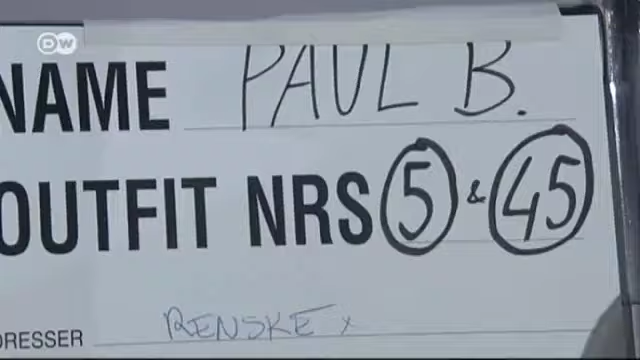 DW
NAME PAUL B.
OUTFIT NRS 5 & 45
DRESSER RENSKE x